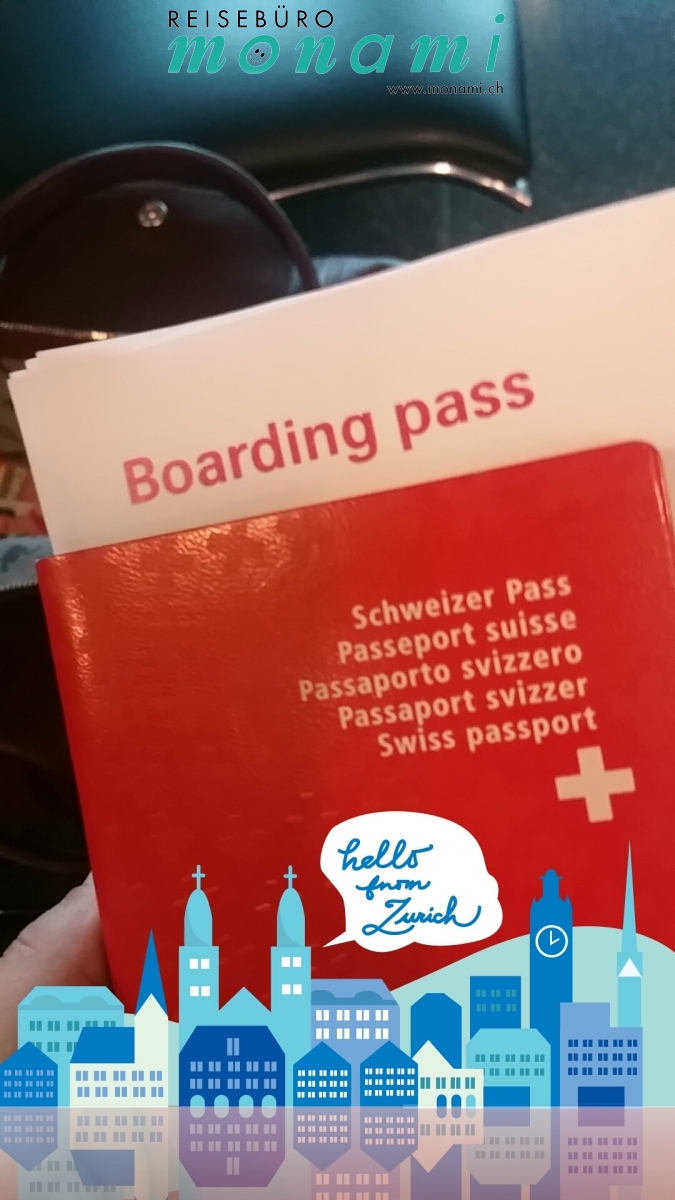 REISEBÜRO
monami
www.monami.ch
Boarding pass
Schweizer Pass
Passeport suisse
Passaporto svizzero
Passaport svizzer
Swiss passport
hello
from
Zurich